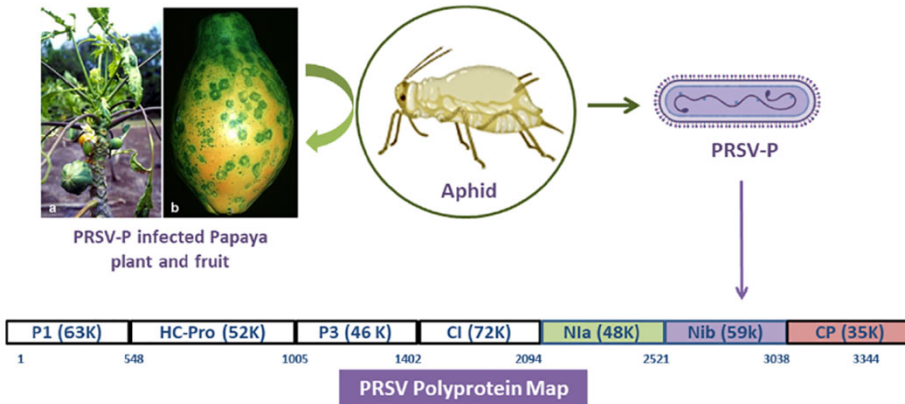 a
b
PRSV-P infected Papaya
plant and fruit
Aphid
PRSV-P
P1 (63K) HC-Pro (52K) P3 (46 K) CI (72K) NIa (48K) Nib (59k) CP (35K)
1 548 1005 1402 2094 2521 3038 3344
PRSV Polyprotein Map